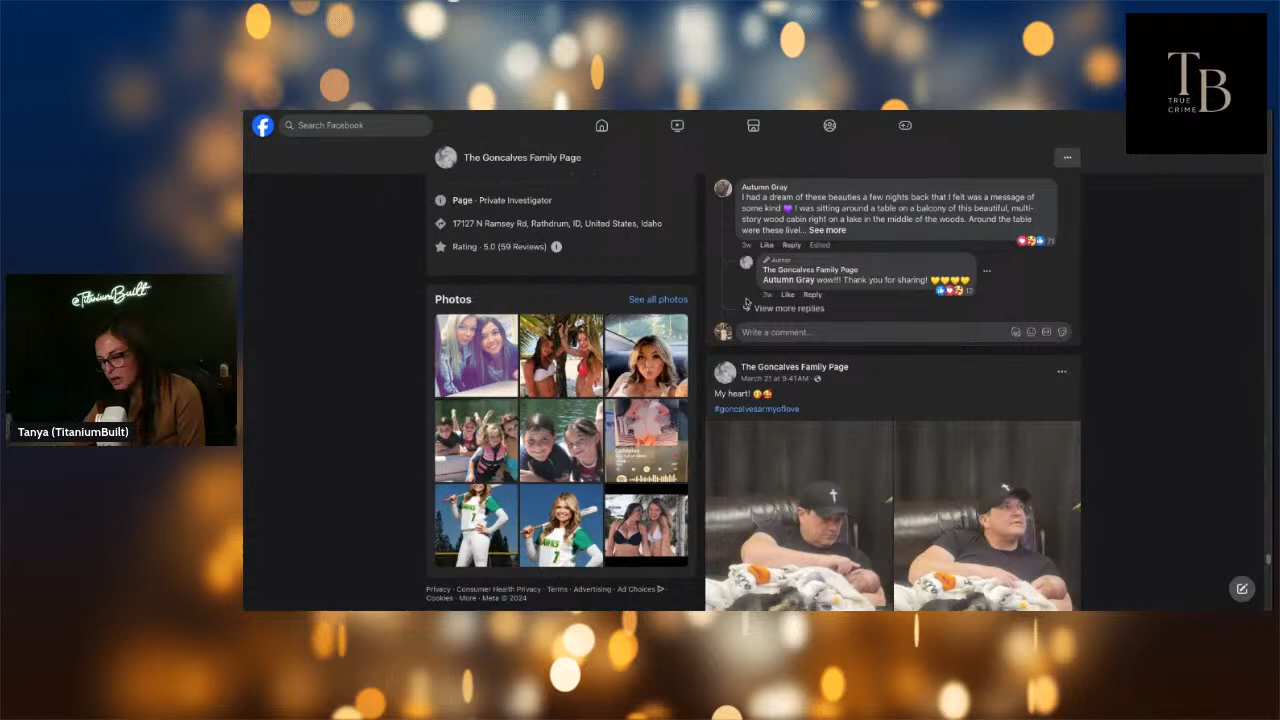 TB
TRUE
CRIME
Search Facebook
The Goncalves Family Page
Page · Private Investigator
17127 N Ramsey Rd, Rathdrum, ID, United States, Idaho
Rating · 5.0 (59 Reviews)
Photos
See all photos
HAWKS
7
7
Privacy · Consumer Health Privacy · Terms · Advertising · Ad Choices
Cookies · More · Meta © 2024
Autumn Gray
I had a dream of these beauties a few nights back that I felt was a message of
some kind 💜 I was sitting around a table on a balcony of this beautiful, multi-
story wood cabin right on a lake in the middle of the woods. Around the table
were these livel... See more
3w Like Reply Edited
71
Author
The Goncalves Family Page
Autumn Gray wow!!! Thank you for sharing! 💛💛💛💛
12
3w Like Reply
View more replies
Write a comment...
The Goncalves Family Page
March 21 at 9:41 AM ·
My heart! 🥰🥰
#goncalvesarmyoflove
@TitaniumBuilt
Tanya (TitaniumBuilt)